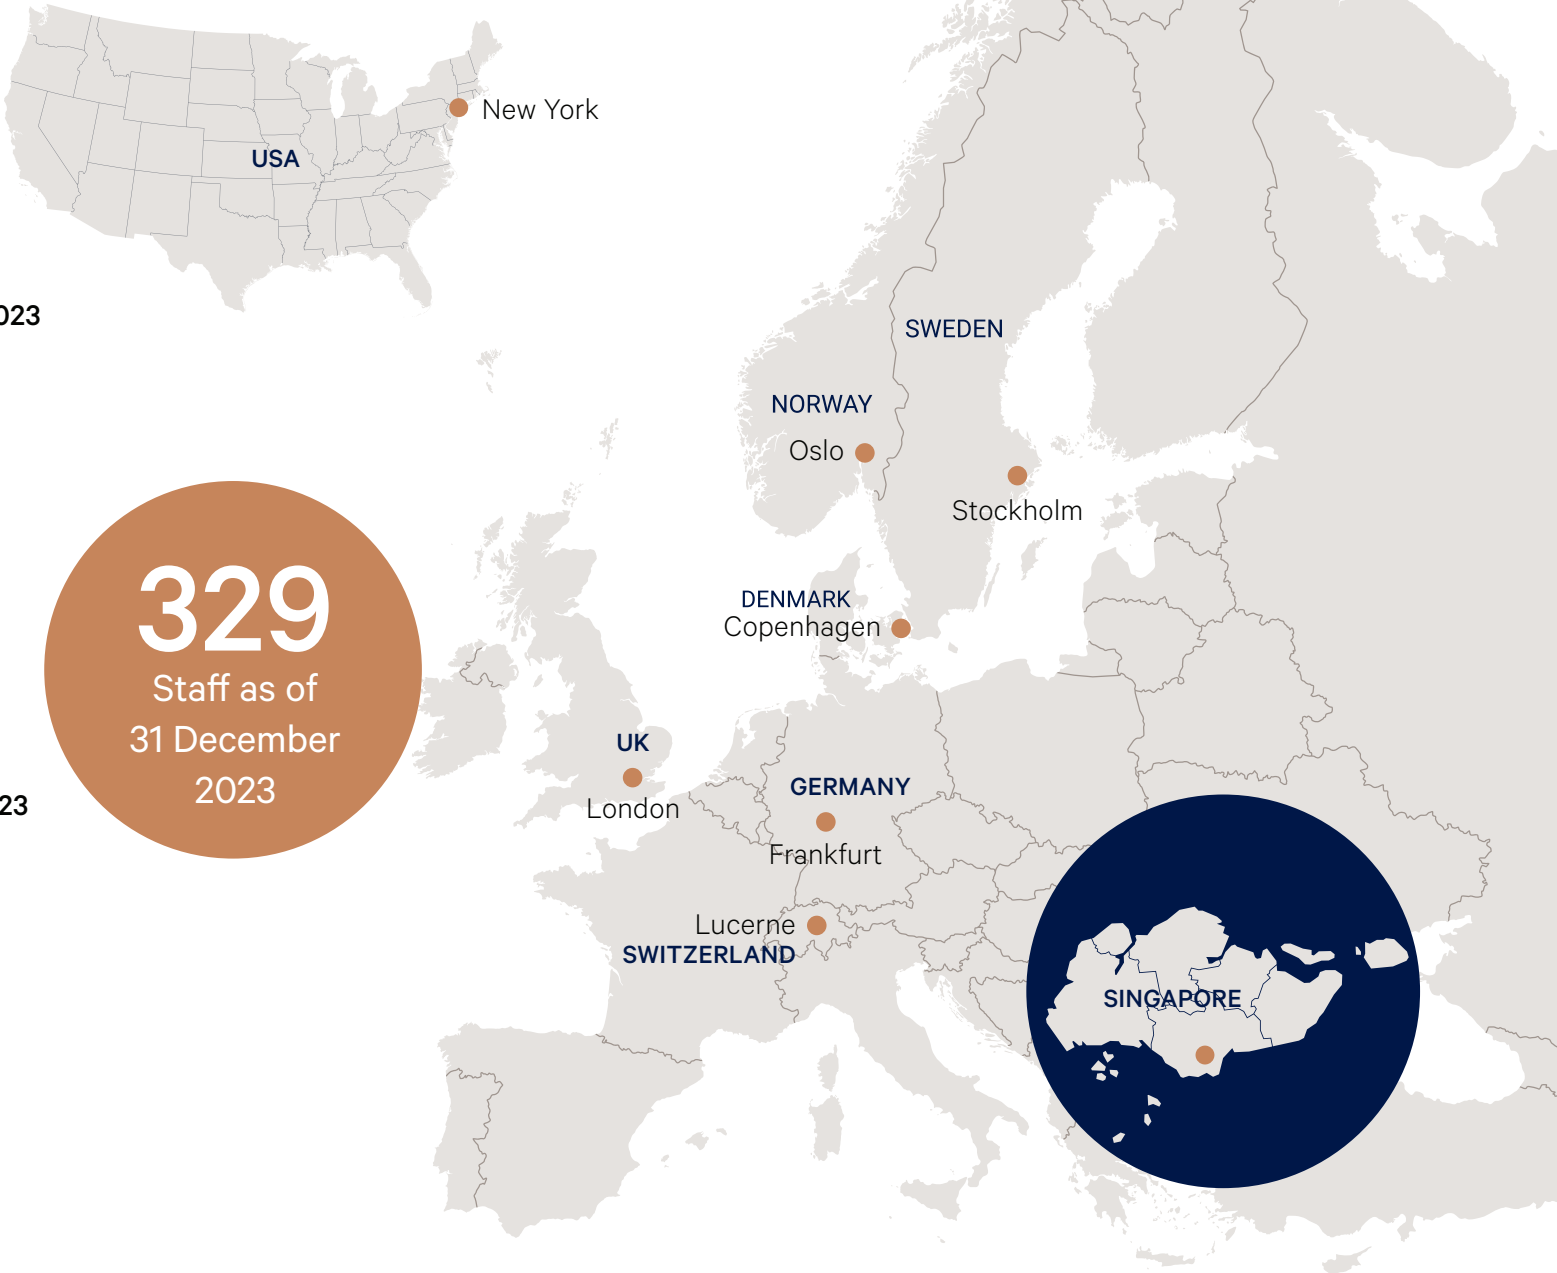 New York
USA
023
SWEDEN
NORWAY
Oslo
Stockholm
329
Staff as of
31 December
2023
DENMARK
Copenhagen
UK
London
GERMANY
Frankfurt
23
Lucerne
SWITZERLAND
SINGAPORE